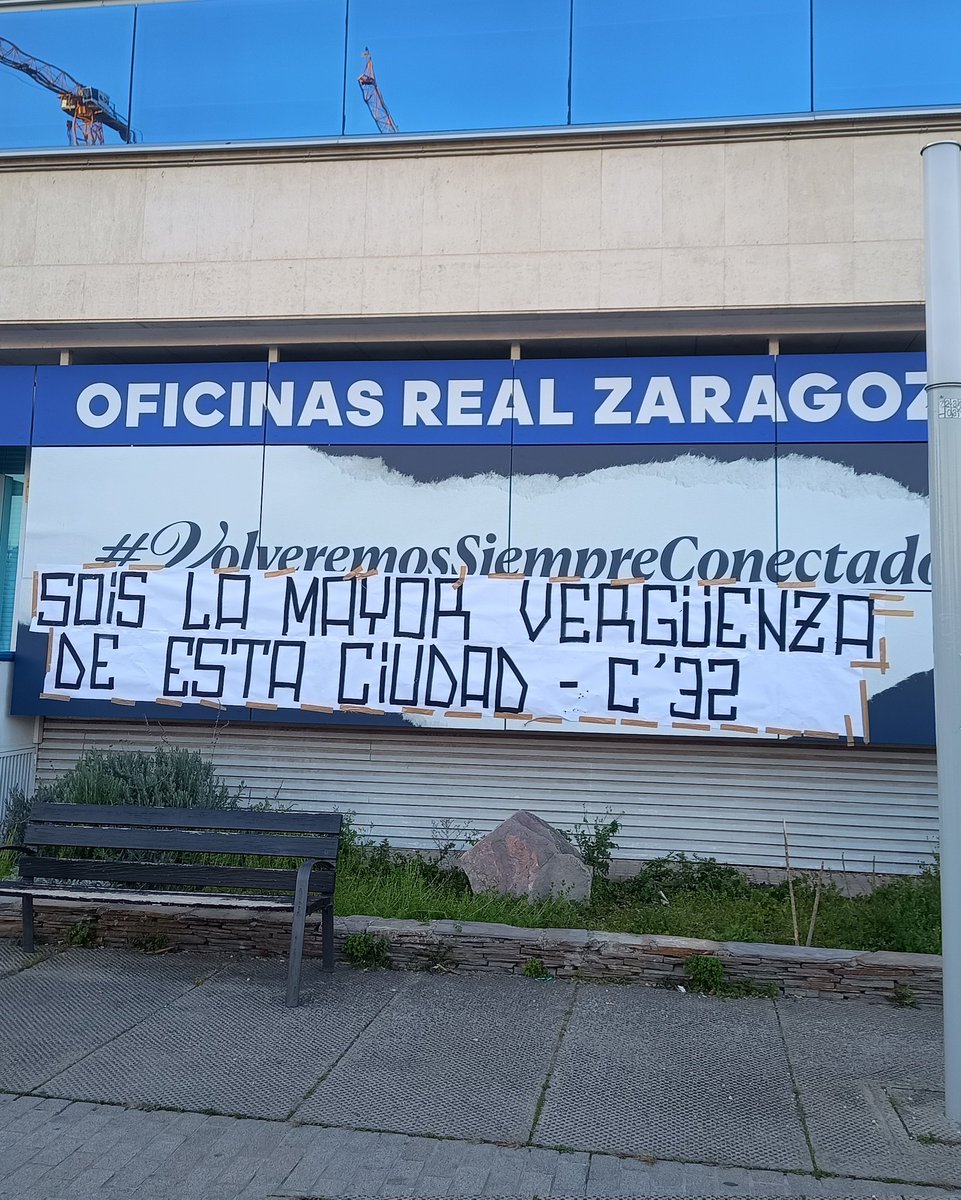 OFICINAS REAL ZARAGOZ
#VolveremosSiempreConectado
SOiS LA MAYOR VERGÜENZA
DE ESTA CiUDAD - C'32